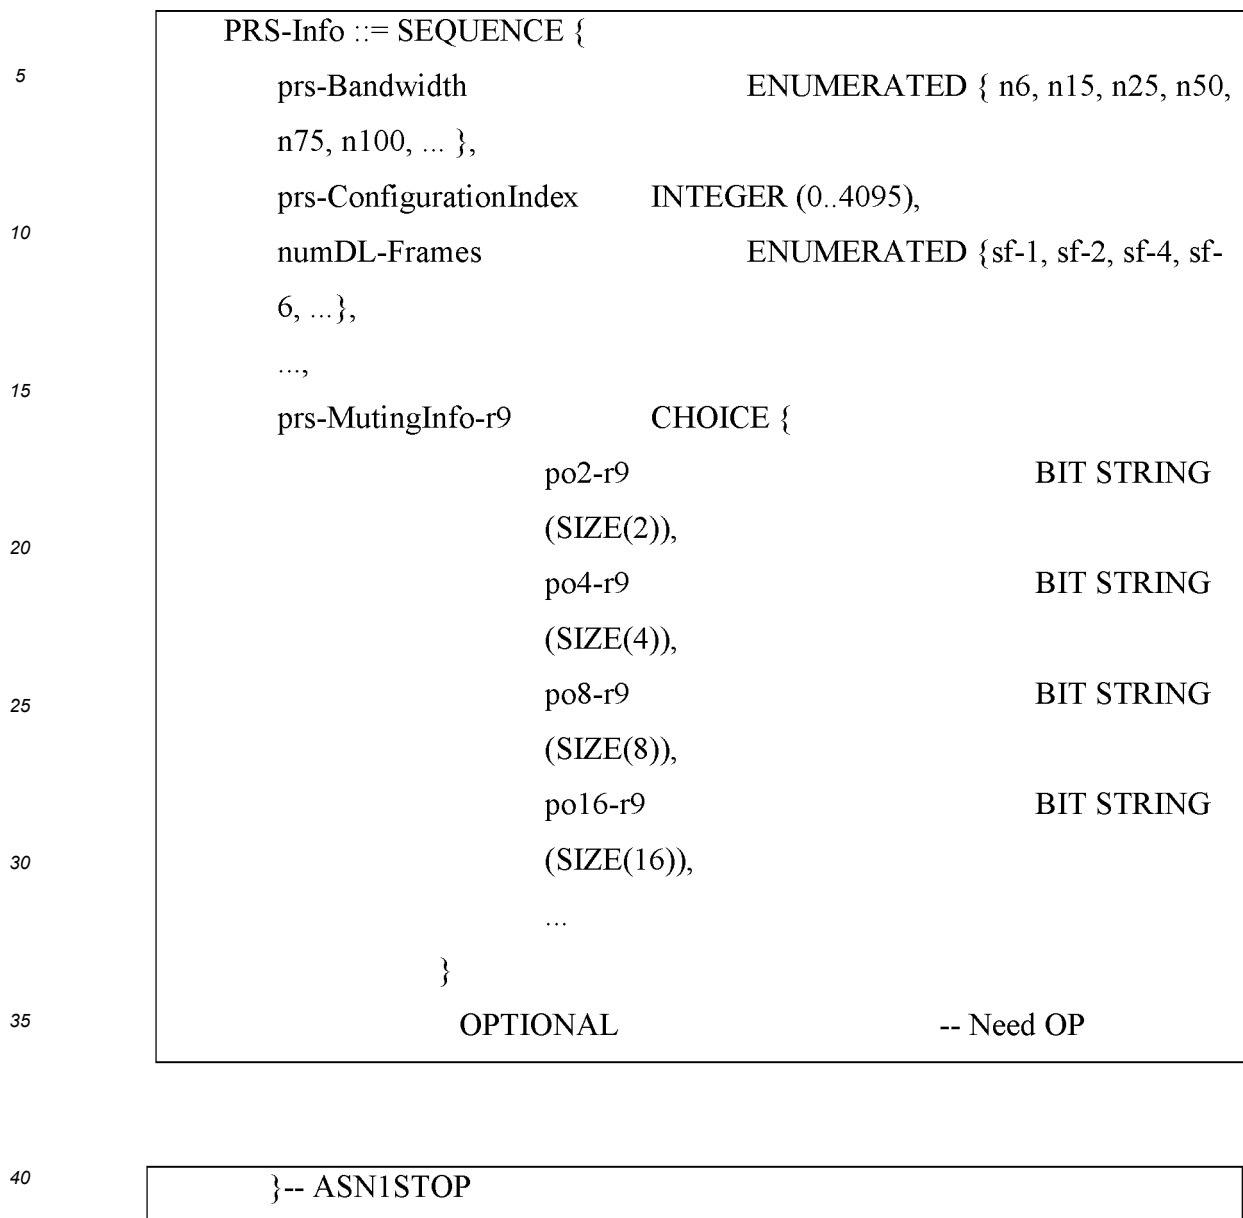 PRS-Info ::= SEQUENCE {
5
prs-Bandwidth ENUMERATED { n6, n15, n25, n50,
n75, n100, ... },
prs-ConfigurationIndex INTEGER (0..4095),
10
numDL-Frames ENUMERATED {sf-1, sf-2, sf-4, sf-
6, ...},
...,
15
prs-MutingInfo-r9 CHOICE {
po2-r9 BIT STRING
(SIZE(2)),
20
po4-r9 BIT STRING
(SIZE(4)),
po8-r9 BIT STRING
25
(SIZE(8)),
po16-r9 BIT STRING
(SIZE(16)),
30
...
}
OPTIONAL -- Need OP
35
}-- ASN1STOP
40